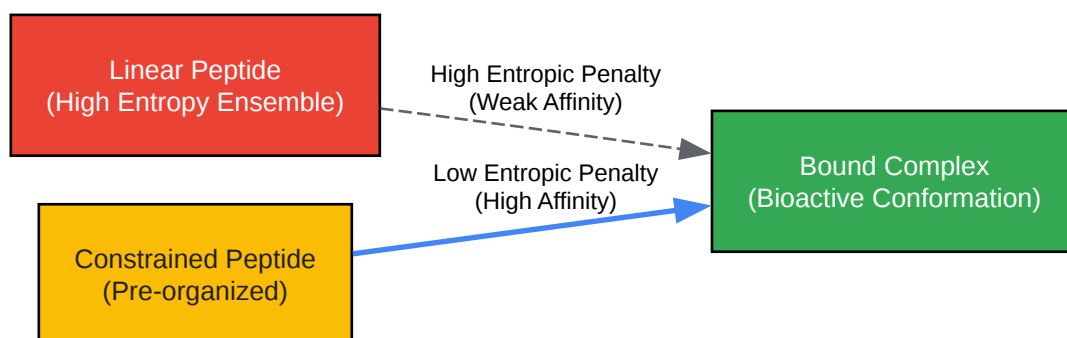 Linear Peptide
(High Entropy Ensemble)
High Entropic Penalty
(Weak Affinity)
Low Entropic Penalty
(High Affinity)
Constrained Peptide
(Pre-organized)
Bound Complex
(Bioactive Conformation)